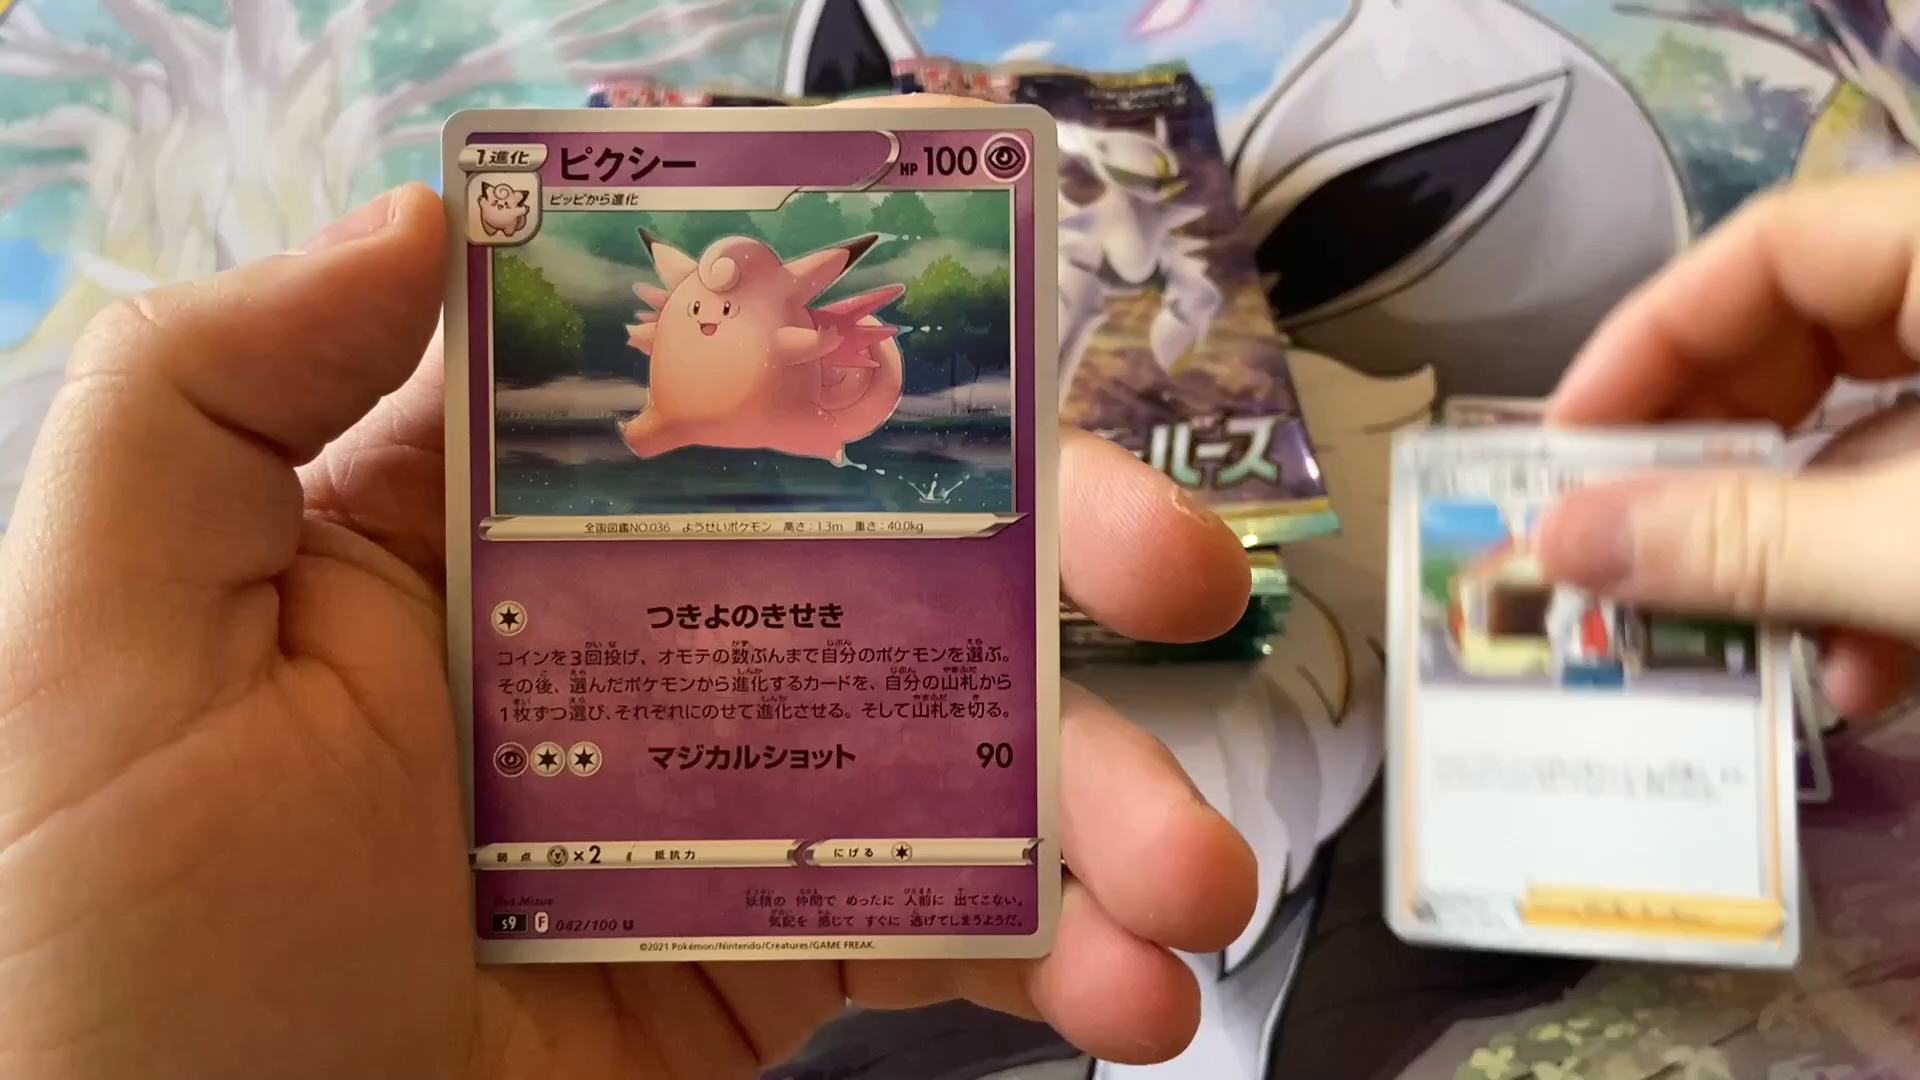 1進化
ピクシー
HP 100
ピッピから進化
全国図鑑NO.036 ようせいポケモン 高さ:1.3m 重さ:40.0kg
つきよのきせき
コインを3回投げ、オモテの数ぶんまで自分のポケモンを選ぶ。
その後、選んだポケモンから進化するカードを、自分の山札から
1枚ずつ選び、それぞれにのせて進化させる。そして山札を切る。
マジカルショット 90
弱点 ×2 抵抗力 にげる
Illus.Mizue
妖精の 仲間で めったに 人前に 出てこない。
気配を 感じて すぐに 逃げてしまうようだ。
s9 F 042/100 U
©2021 Pokémon/Nintendo/Creatures/GAME FREAK.
ーバース